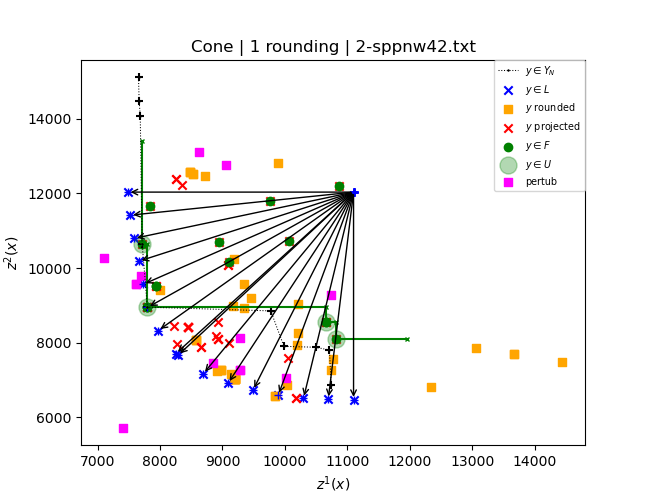 Cone | 1 rounding | 2-sppnw42.txt
y ∈ Y_N
y ∈ L
y rounded
y projected
y ∈ F
y ∈ U
pertub
z²(x)
14000
12000
10000
8000
6000
7000 8000 9000 10000 11000 12000 13000 14000
z¹(x)